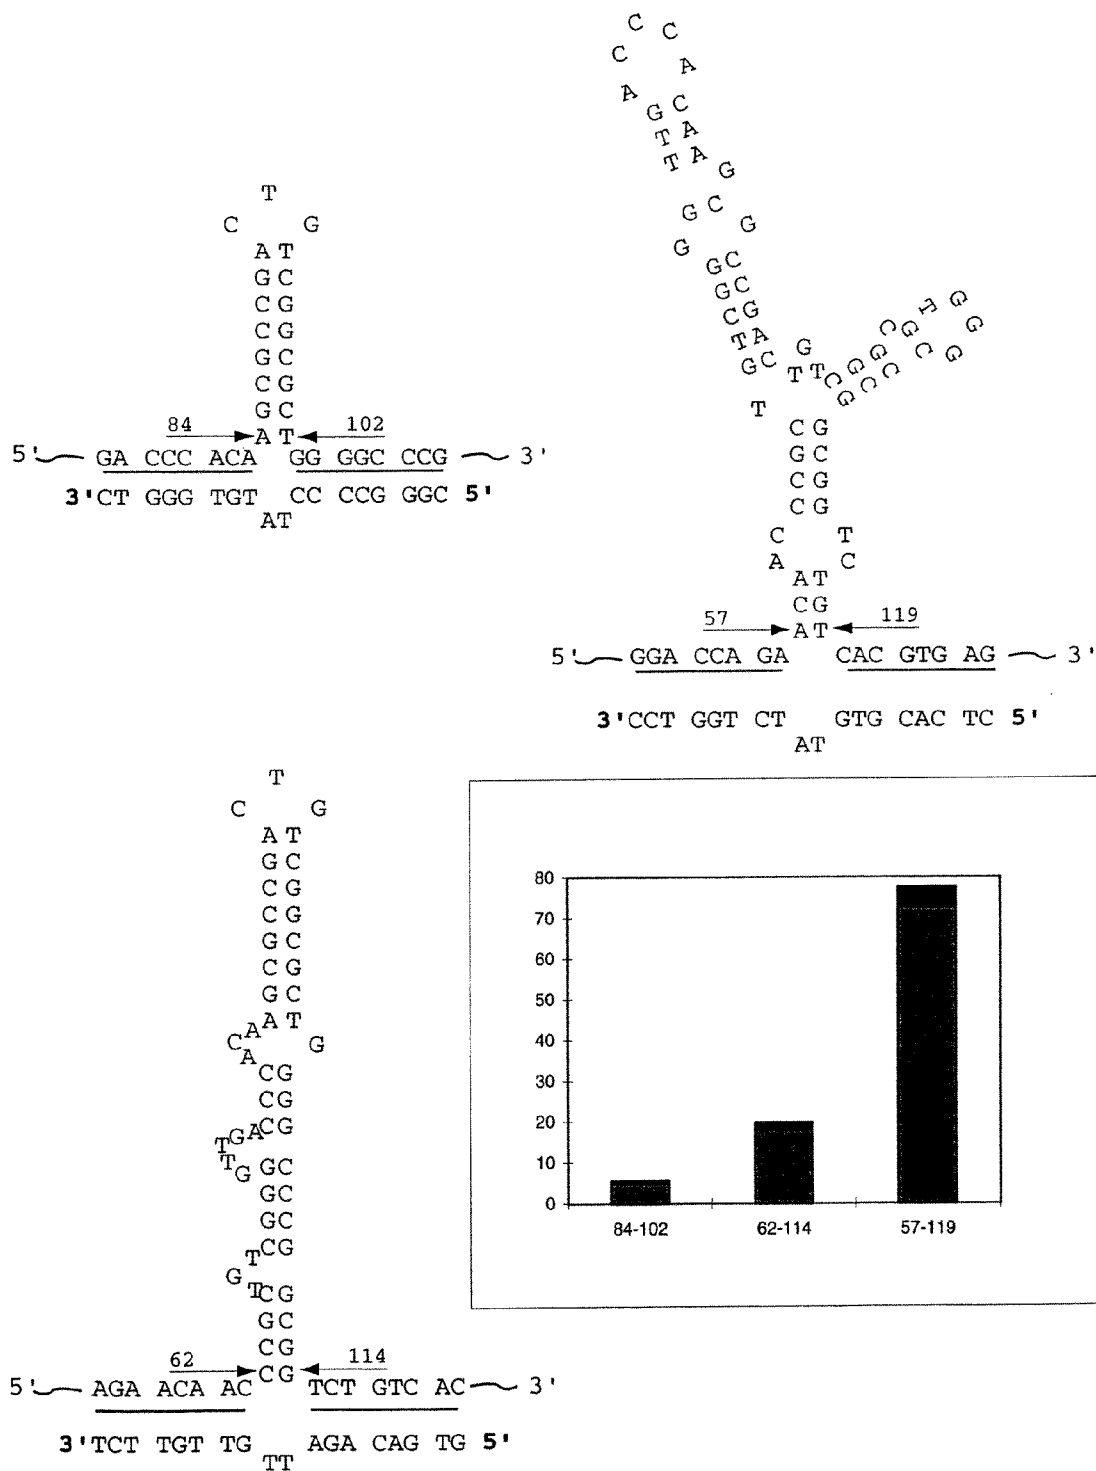 T
C G
A T
G C
C G
C G
G C
C G
G C
84 A T 102
5' GA CCC ACA GG GGC CCG 3'
3'CT GGG TGT CC CCG GGC 5'
AT
C C
C A
A C
G A
T A
T G
G C G
G G C
G C
C G
T A
G C
T G
T T C G
G G C
G C C
C G C
T G
G G
T
C G
G C
C G
C G
C T
A C
A T
C G
57 A T 119
5' GGA CCA GA CAC GTG AG 3'
3'CCT GGT CT GTG CAC TC 5'
AT
T
C G
A T
G C
C G
C G
G C
C G
G C
A A T
C A G
C G
C G
T G A C G
T G G C
G C
G C
T C G
G T C G
G C
C G
62 C G 114
5' AGA ACA AC TCT GTC AC 3'
3'TCT TGT TG AGA CAG TG 5'
TT
80
70
60
50
40
30
20
10
0
84-102 62-114 57-119